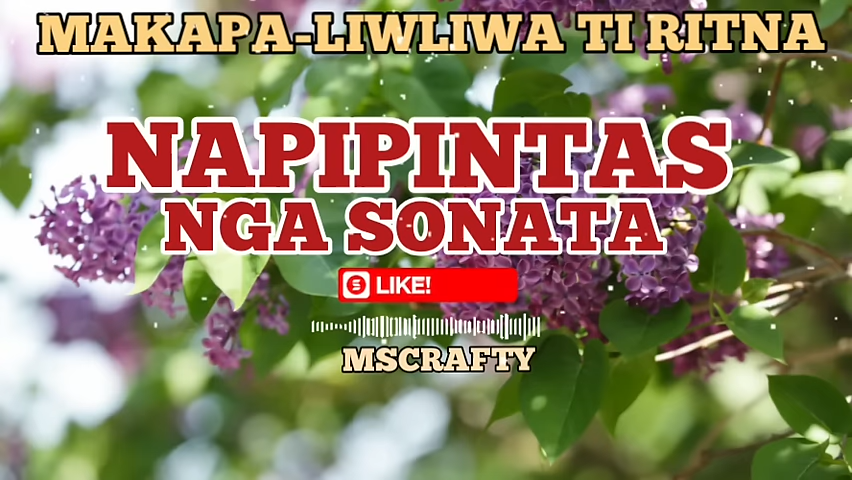 MAKAPA-LIWLIWA TI RITNA
NAPIPINTAS
NGA SONATA
LIKE!
MSCRAFTY